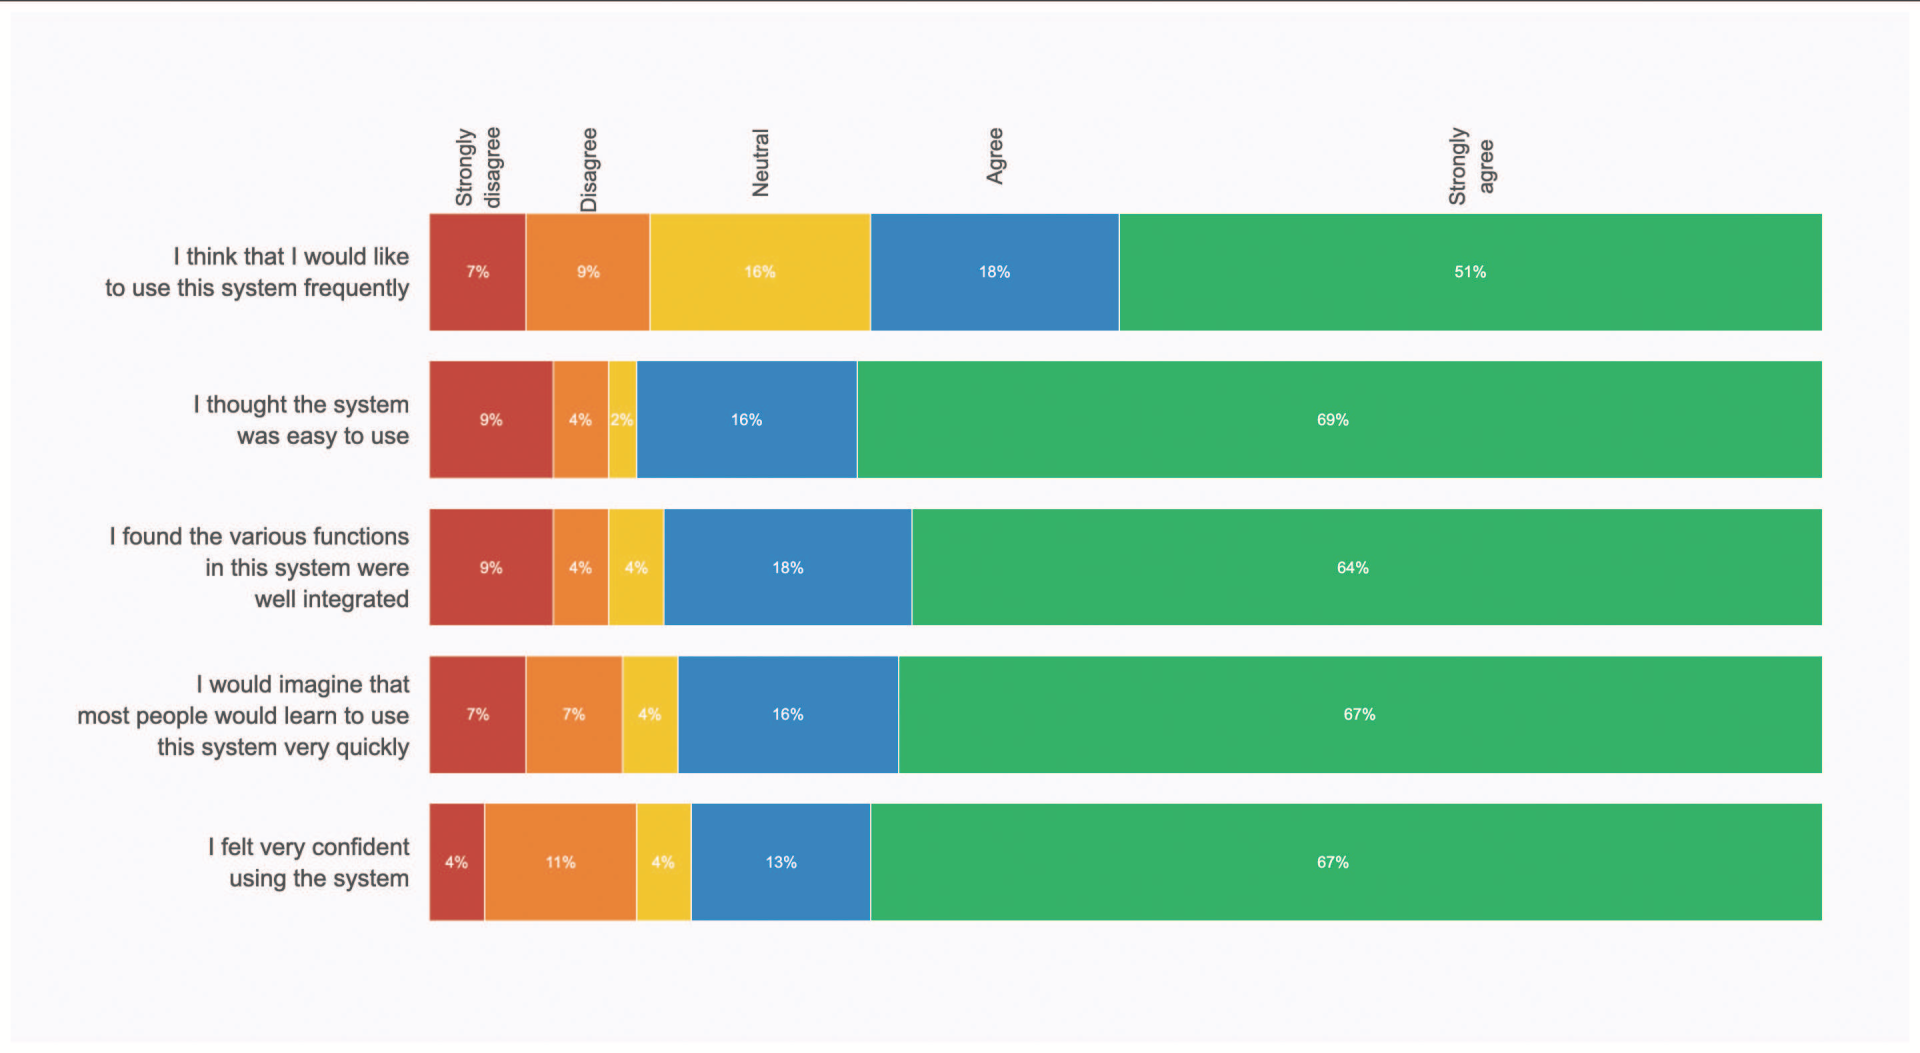 Strongly
disagree
Disagree
Neutral
Agree
Strongly
agree
I think that I would like
to use this system frequently
7%
9%
16%
18%
51%
I thought the system
was easy to use
9%
4%
2%
16%
69%
I found the various functions
in this system were
well integrated
9%
4%
4%
18%
64%
I would imagine that
most people would learn to use
this system very quickly
7%
7%
4%
16%
67%
I felt very confident
using the system
4%
11%
4%
13%
67%